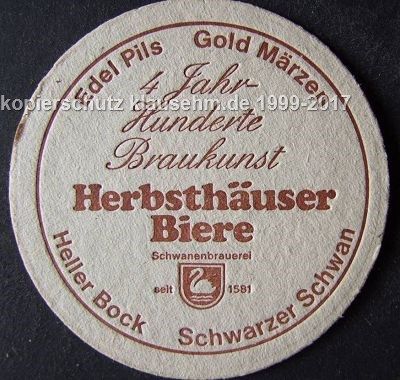 Edel Pils Gold Märzen
kopierschutz klausehm.de 1999-2017
4 Jahr-
Hunderte
Braukunst
Herbsthäuser
Biere
Schwanenbrauerei
seit 1581
Heller Bock Schwarzer Schwan